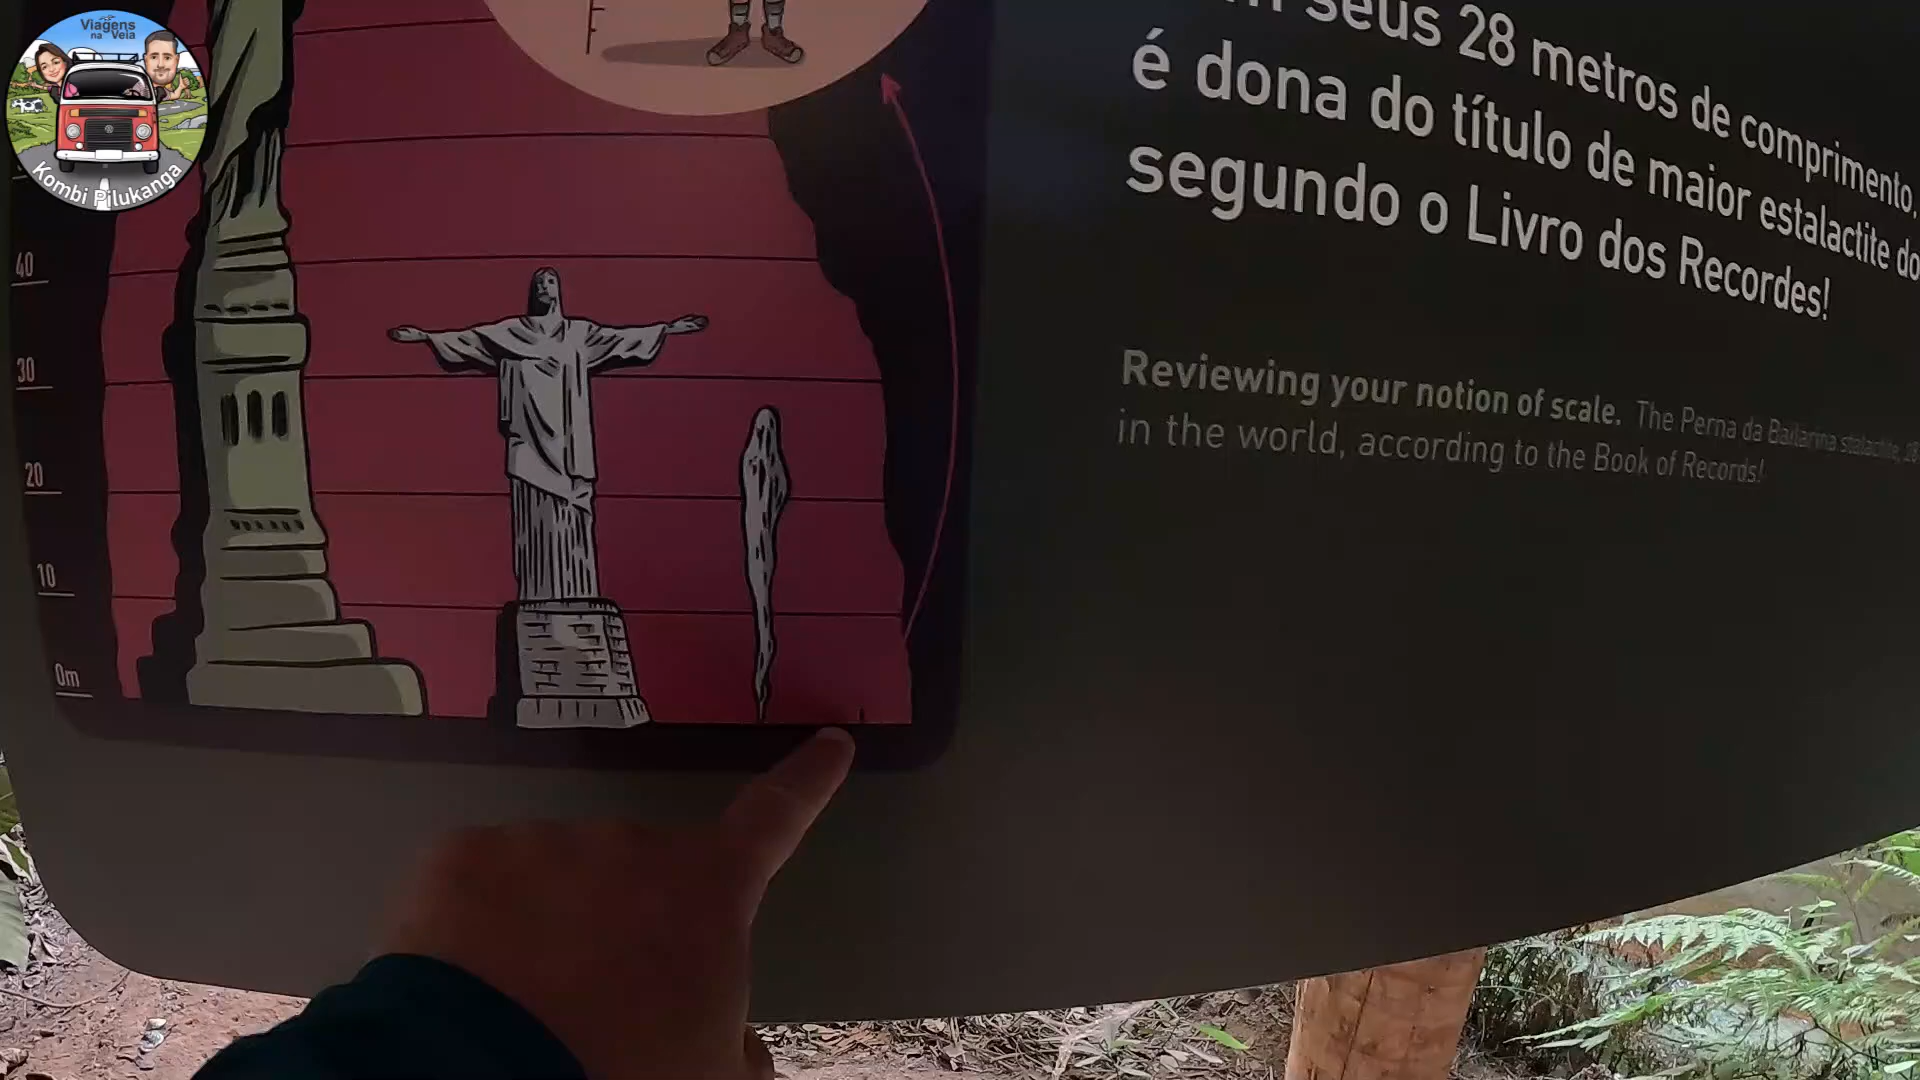 Viagens
na Veia
Kombi Pilukanga
40
30
20
10
0m
seus 28 metros de comprimento,
é dona do título de maior estalactite do
segundo o Livro dos Recordes!
Reviewing your notion of scale. The Perna da Bailarina stalactite, 28
in the world, according to the Book of Records!